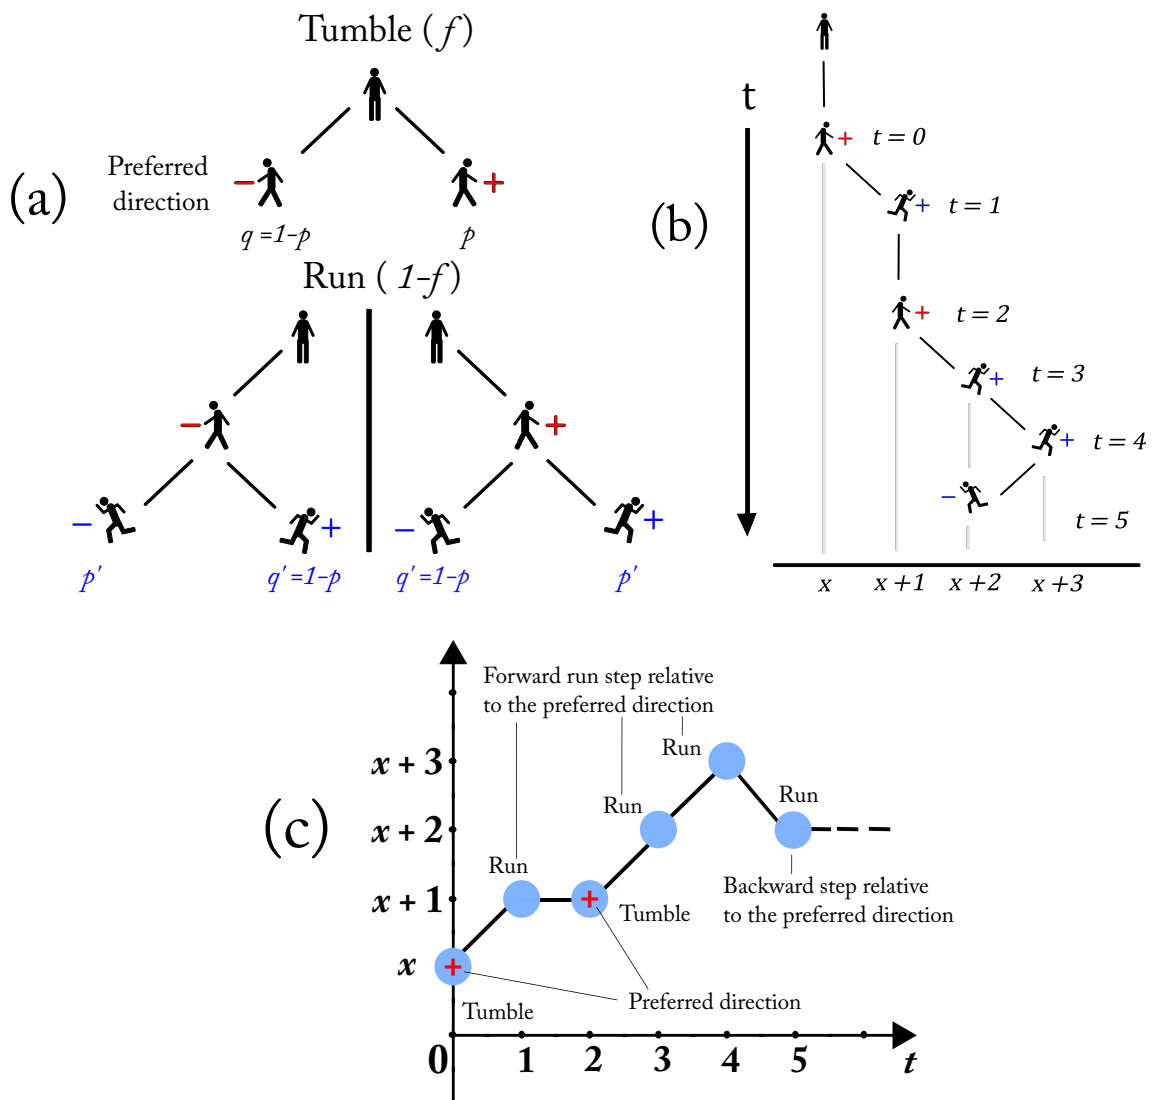 Tumble (f)
(a)
Preferred
direction
−
+
q =1-p
p
Run ( 1-f)
−
+
−
+
−
+
p'
q' =1-p
q' =1-p
p'
(b)
t
+ t = 0
+ t = 1
+ t = 2
+ t = 3
+ t = 4
−
t = 5
x x + 1 x + 2 x + 3
(c)
Forward run step relative
to the preferred direction
Run
x + 3
Run
Run
x + 2
Run
Backward step relative
to the preferred direction
x + 1
+
Tumble
x
+
Preferred direction
Tumble
0 1 2 3 4 5 t